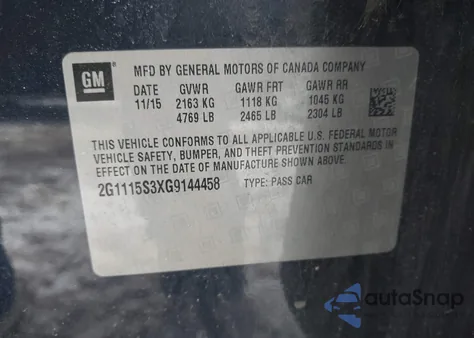 GM
MFD BY GENERAL MOTORS OF CANADA COMPANY
DATE GVWR GAWR FRT GAWR RR
11/15 2163 KG 1118 KG 1045 KG
4769 LB 2465 LB 2304 LB
THIS VEHICLE CONFORMS TO ALL APPLICABLE U.S. FEDERAL MOTOR
VEHICLE SAFETY, BUMPER, AND THEFT PREVENTION STANDARDS IN
EFFECT ON THE DATE OF MANUFACTURE SHOWN ABOVE.
2G1115S3XG9144458 TYPE: PASS CAR
autaSnap